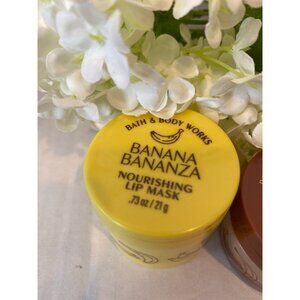 BATH & BODY WORKS
BANANA
BANANZA
NOURISHING
LIP MASK
.73 oz / 21 g